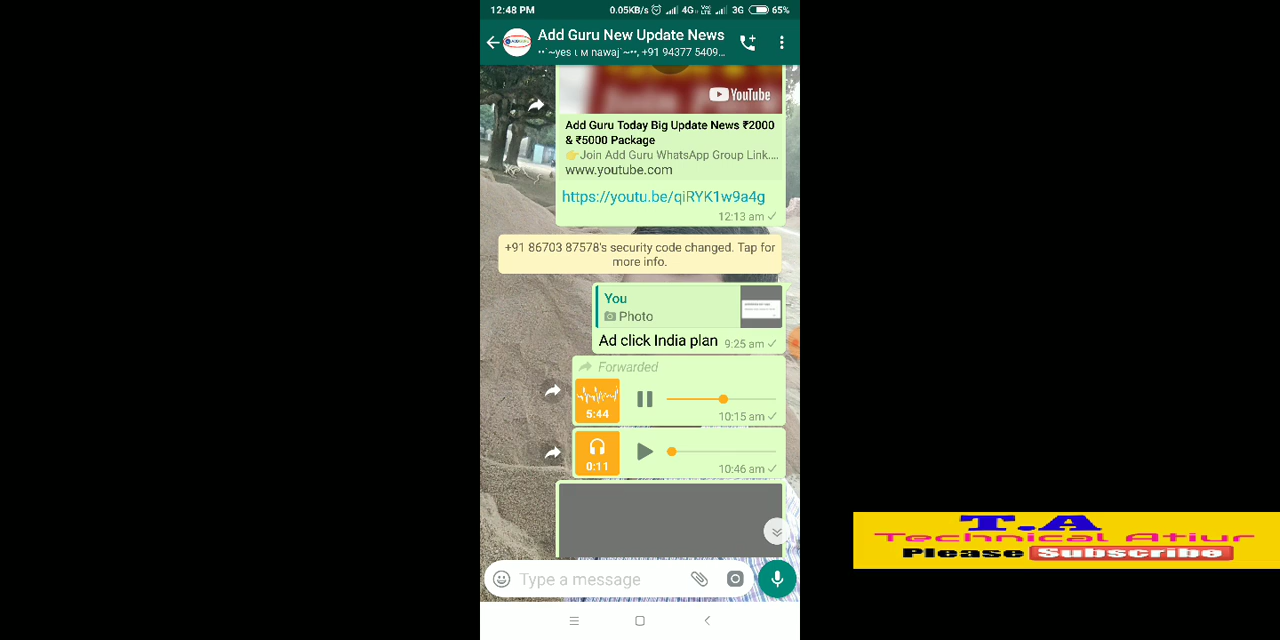 12:48 PM 0.05KB/s 4G VO LTE 3G 65%
Add Guru New Update News
••`~yes ι м nawaj`~••, +91 94377 5409...
YouTube
Add Guru Today Big Update News ₹2000
& ₹5000 Package
👉Join Add Guru WhatsApp Group Link....
www.youtube.com
https://youtu.be/qiRYK1w9a4g
12:13 am
+91 86703 87578's security code changed. Tap for
more info.
You
Photo
Ad click India plan 9:25 am
Forwarded
5:44
10:15 am
0:11
10:46 am
Type a message
T.A
Technical Atiur
Please Subscribe